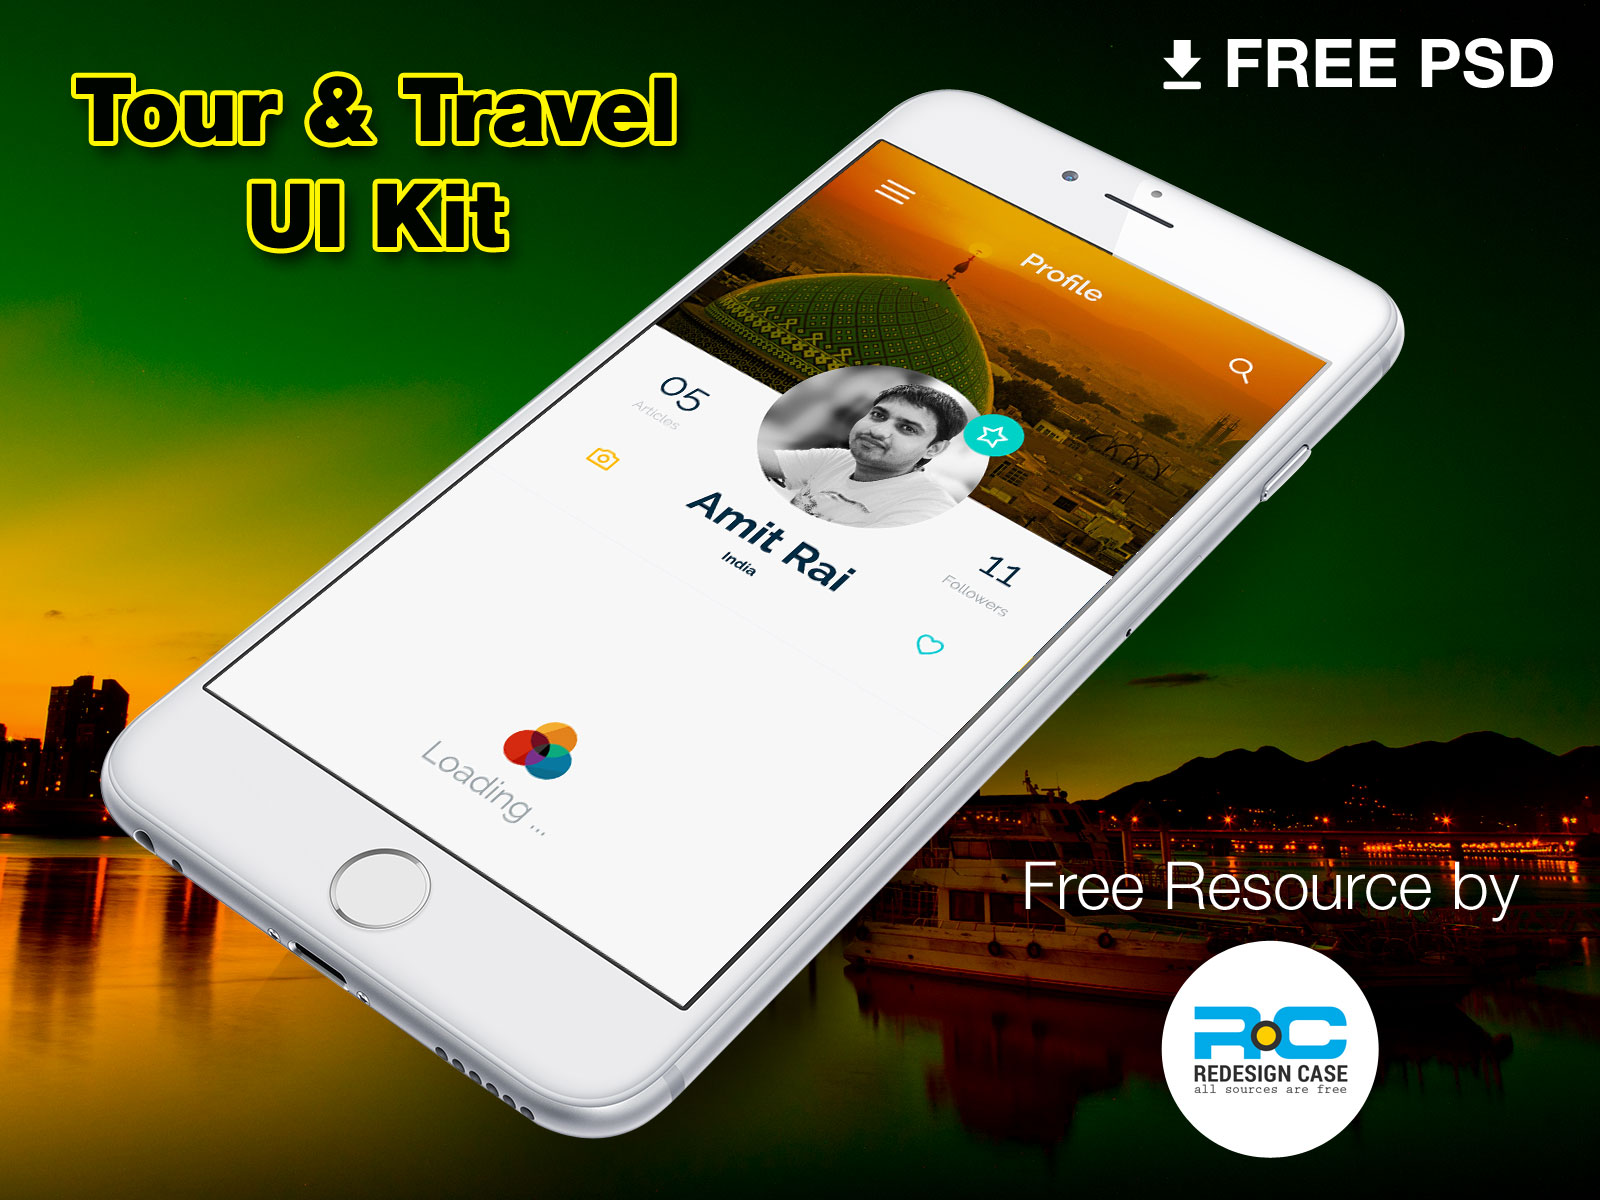 Tour & Travel
UI Kit
FREE PSD
Profile
05
Articles
Amit Rai
India
11
Followers
Loading ...
Free Resource by
RC
REDESIGN CASE
all sources are free